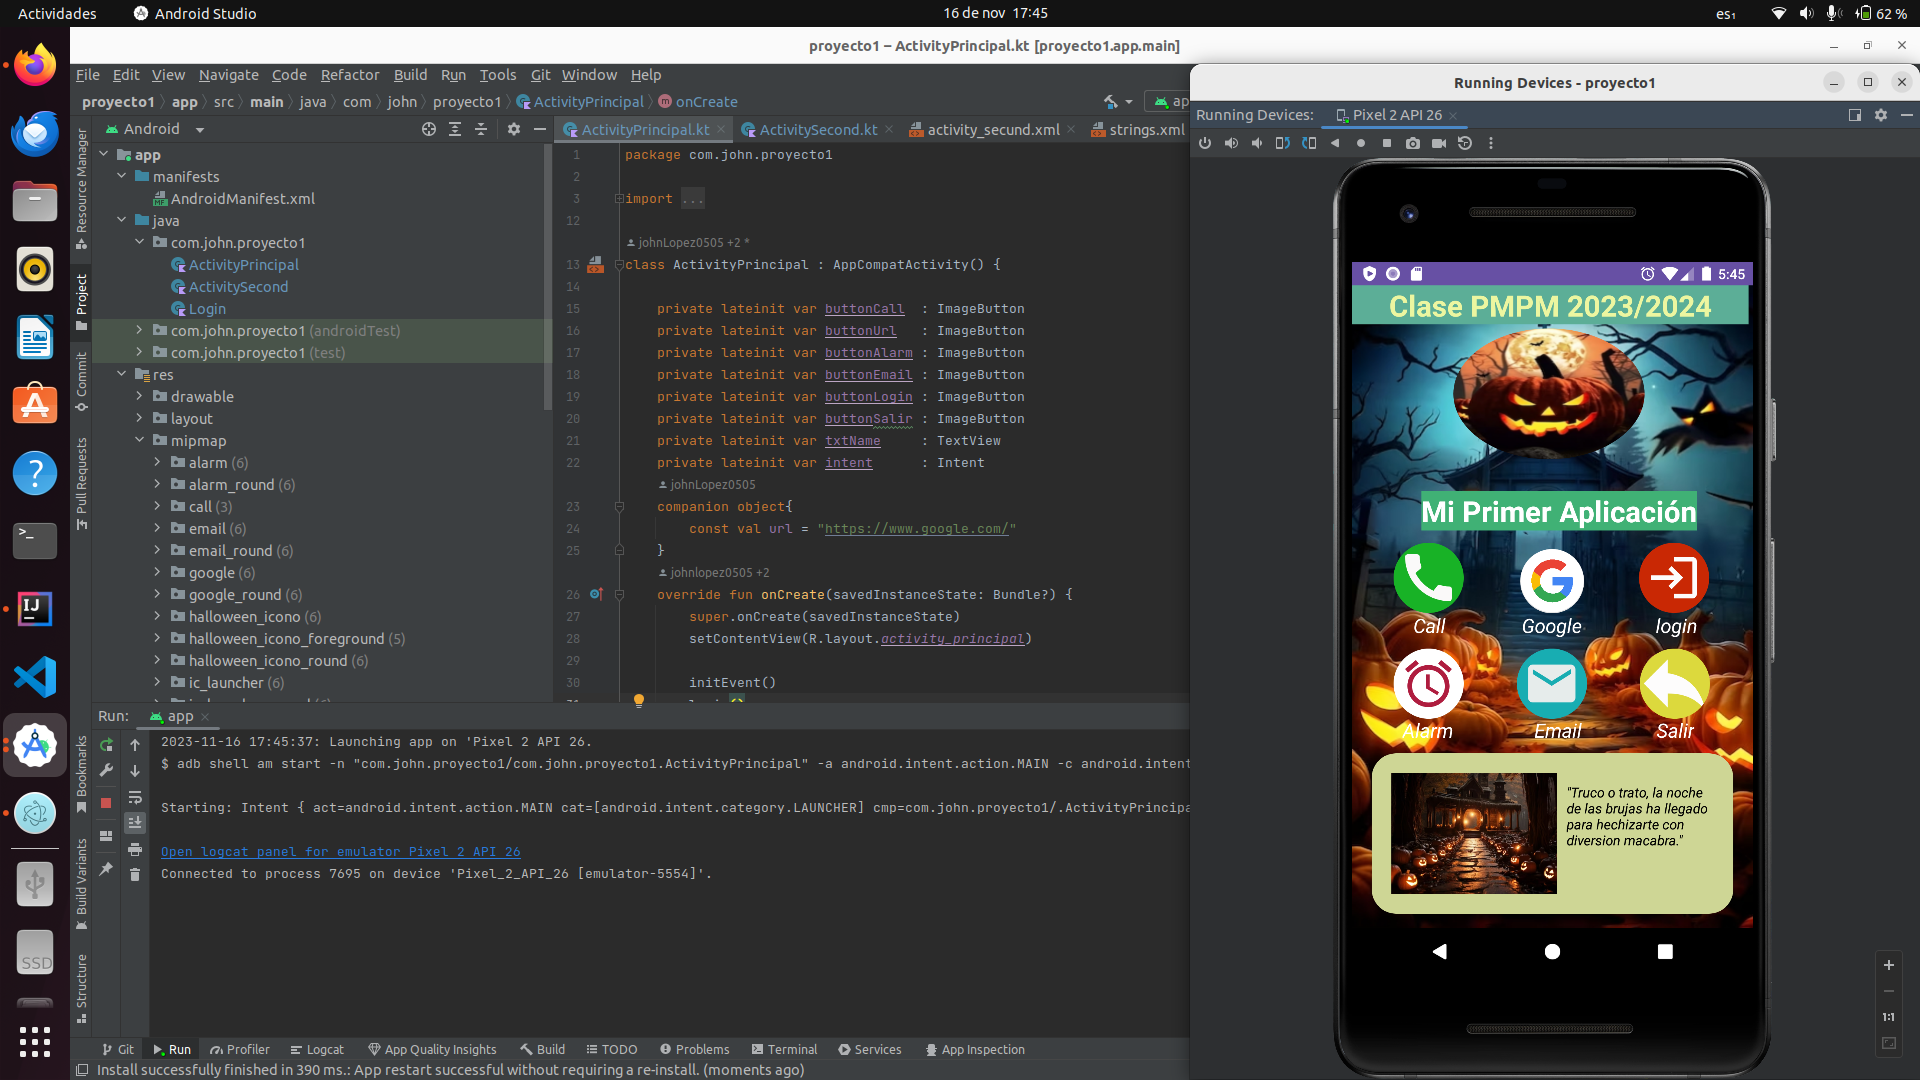 Actividades
Android Studio
16 de nov 17:45
es₁
62 %
proyecto1 – ActivityPrincipal.kt [proyecto1.app.main]
File Edit View Navigate Code Refactor Build Run Tools Git Window Help
proyecto1 app src main java com john proyecto1 ActivityPrincipal onCreate
ap
Resource Manager
Project
Commit
Pull Requests
Bookmarks
Build Variants
Structure
Android
app
manifests
AndroidManifest.xml
java
com.john.proyecto1
ActivityPrincipal
ActivitySecond
Login
com.john.proyecto1 (androidTest)
com.john.proyecto1 (test)
res
drawable
layout
mipmap
alarm (6)
alarm_round (6)
call (3)
email (6)
email_round (6)
google (6)
google_round (6)
halloween_icono (6)
halloween_icono_foreground (5)
halloween_icono_round (6)
ic_launcher (6)
ActivityPrincipal.kt ActivitySecond.kt activity_secund.xml strings.xml
1 package com.john.proyecto1
2
3 import ...
12
johnLopez0505 +2 *
13 class ActivityPrincipal : AppCompatActivity() {
14
15 private lateinit var buttonCall : ImageButton
16 private lateinit var buttonUrl : ImageButton
17 private lateinit var buttonAlarm : ImageButton
18 private lateinit var buttonEmail : ImageButton
19 private lateinit var buttonLogin : ImageButton
20 private lateinit var buttonSalir : ImageButton
21 private lateinit var txtName : TextView
22 private lateinit var intent : Intent
johnLopez0505
23 companion object{
24 const val url = "https://www.google.com/"
25 }
johnlopez0505 +2
26 override fun onCreate(savedInstanceState: Bundle?) {
27 super.onCreate(savedInstanceState)
28 setContentView(R.layout.activity_principal)
29
30 initEvent()
Run: app
2023-11-16 17:45:37: Launching app on 'Pixel 2 API 26.
$ adb shell am start -n "com.john.proyecto1/com.john.proyecto1.ActivityPrincipal" -a android.intent.action.MAIN -c android.intent
Starting: Intent { act=android.intent.action.MAIN cat=[android.intent.category.LAUNCHER] cmp=com.john.proyecto1/.ActivityPrincipa
Open logcat panel for emulator Pixel 2 API 26
Connected to process 7695 on device 'Pixel_2_API_26 [emulator-5554]'.
Git Run Profiler Logcat App Quality Insights Build TODO Problems Terminal Services App Inspection
Install successfully finished in 390 ms.: App restart successful without requiring a re-install. (moments ago)
SSD
IJ
Running Devices - proyecto1
Running Devices: Pixel 2 API 26
5:45
Clase PMPM 2023/2024
Mi Primer Aplicación
Call Google login
Alarm Email Salir
"Truco o trato, la noche
de las brujas ha llegado
para hechizarte con
diversion macabra."
1:1